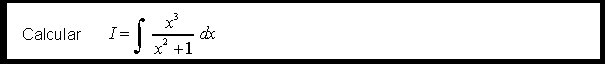 Calcular I = ∫ x³ / (x² + 1) dx